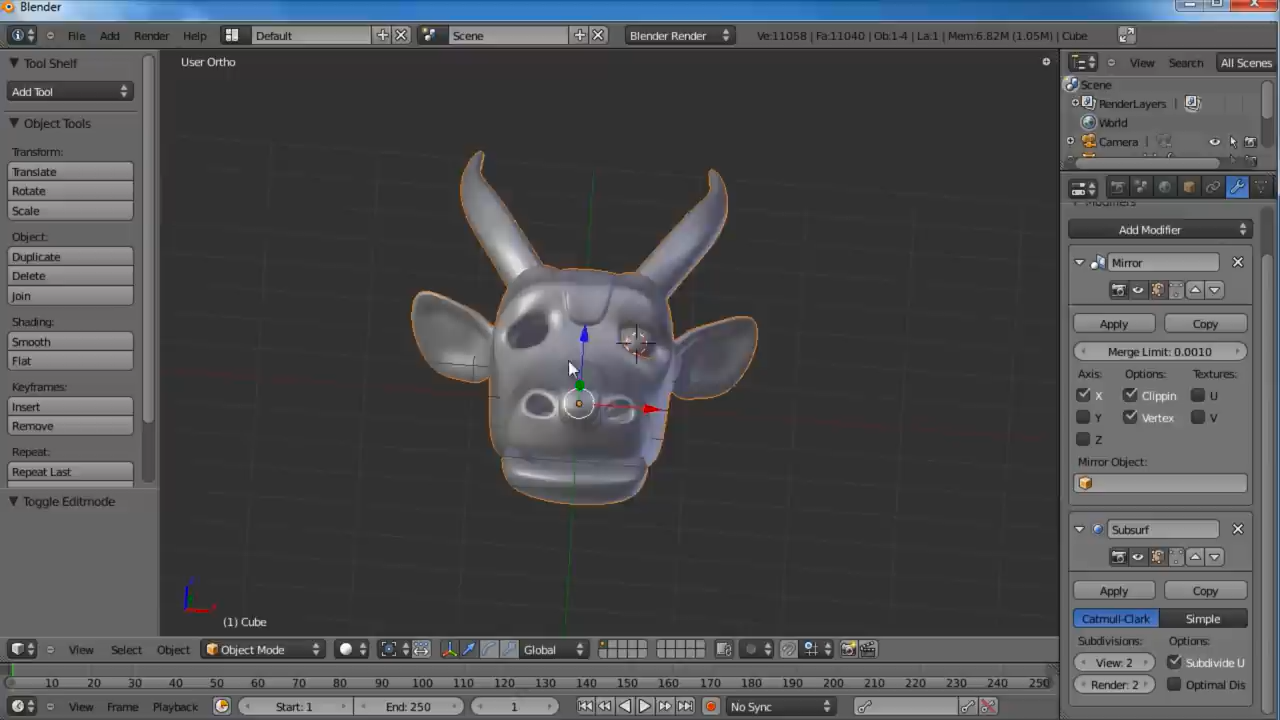 Blender
File Add Render Help Default Scene Blender Render Ve:11058 | Fa:11040 | Ob:1-4 | La:1 | Mem:6.82M (1.05M) | Cube
Tool Shelf
Add Tool
Object Tools
Transform:
Translate
Rotate
Scale
Object:
Duplicate
Delete
Join
Shading:
Smooth
Flat
Keyframes:
Insert
Remove
Repeat:
Repeat Last
Toggle Editmode
User Ortho
(1) Cube
View Search All Scenes
Scene
RenderLayers
World
Camera
Modifiers
Add Modifier
Mirror
Apply Copy
Merge Limit: 0.0010
Axis: Options: Textures:
X Clippin U
Y Vertex V
Z
Mirror Object:
Subsurf
Apply Copy
Catmull-Clark Simple
Subdivisions: Options:
View: 2 Subdivide U
Render: 2 Optimal Dis
View Select Object Object Mode Global
10 20 30 40 50 60 70 80 90 100 110 120 130 140 150 160 170 180 190 200 210 220 230 240 250
View Frame Playback Start: 1 End: 250 1 No Sync